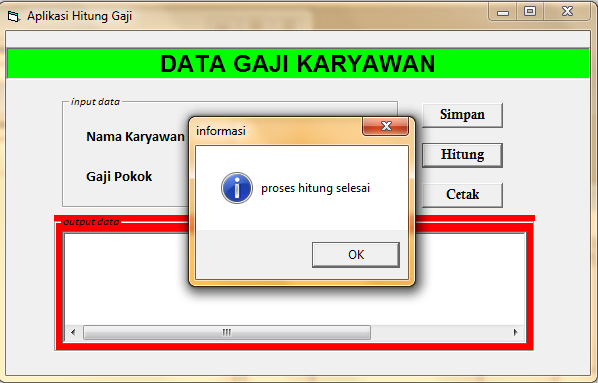 Aplikasi Hitung Gaji
DATA GAJI KARYAWAN
input data
Nama Karyawan
Gaji Pokok
Simpan
Hitung
Cetak
informasi
proses hitung selesai
OK
output data